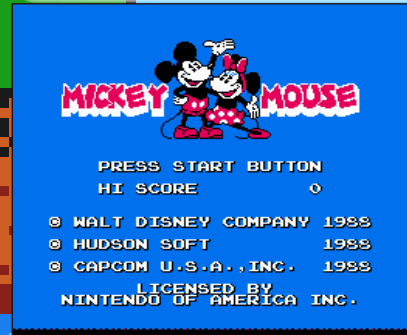 MICKEY MOUSE
PRESS START BUTTON
HI SCORE 0
© WALT DISNEY COMPANY 1988
© HUDSON SOFT 1988
© CAPCOM U.S.A.,INC. 1988
LICENSED BY
NINTENDO OF AMERICA INC.